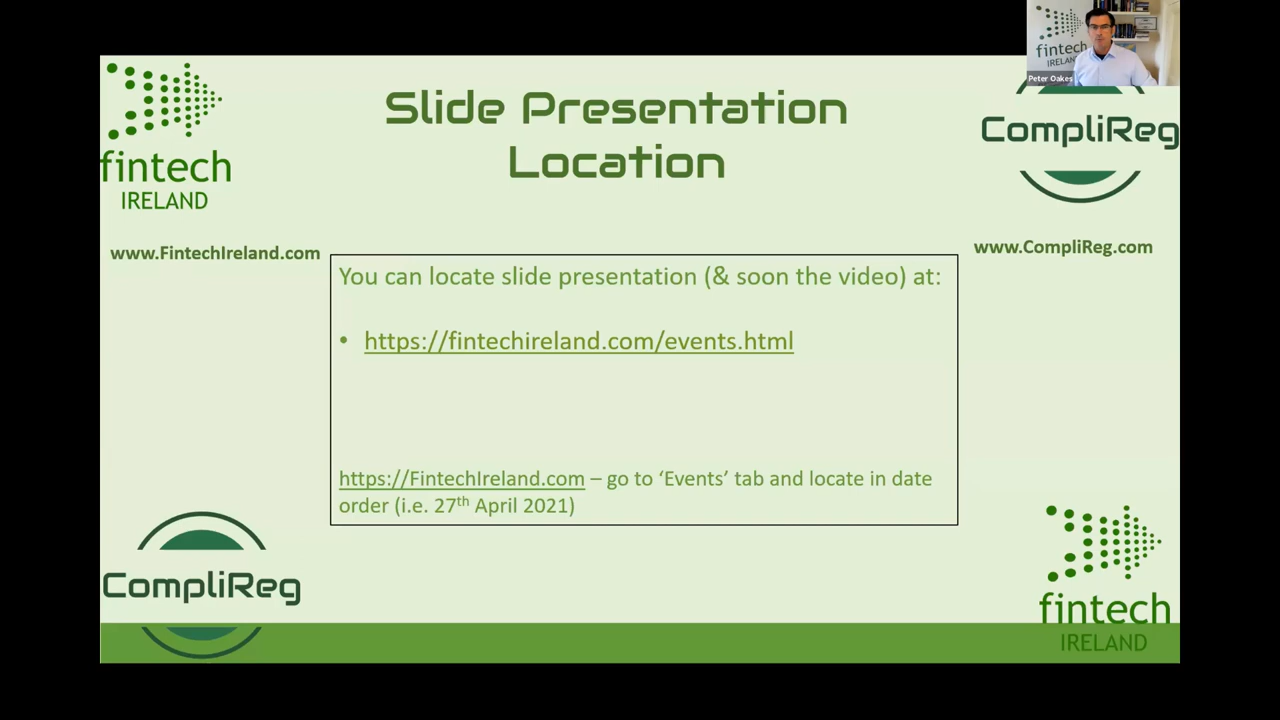 fintech
IRELAND
Peter Oakes
Slide Presentation
Location
fintech
IRELAND
CompliReg
www.FintechIreland.com
www.CompliReg.com
You can locate slide presentation (& soon the video) at:
• https://fintechireland.com/events.html
https://FintechIreland.com – go to ‘Events’ tab and locate in date
order (i.e. 27th April 2021)
CompliReg
fintech
IRELAND